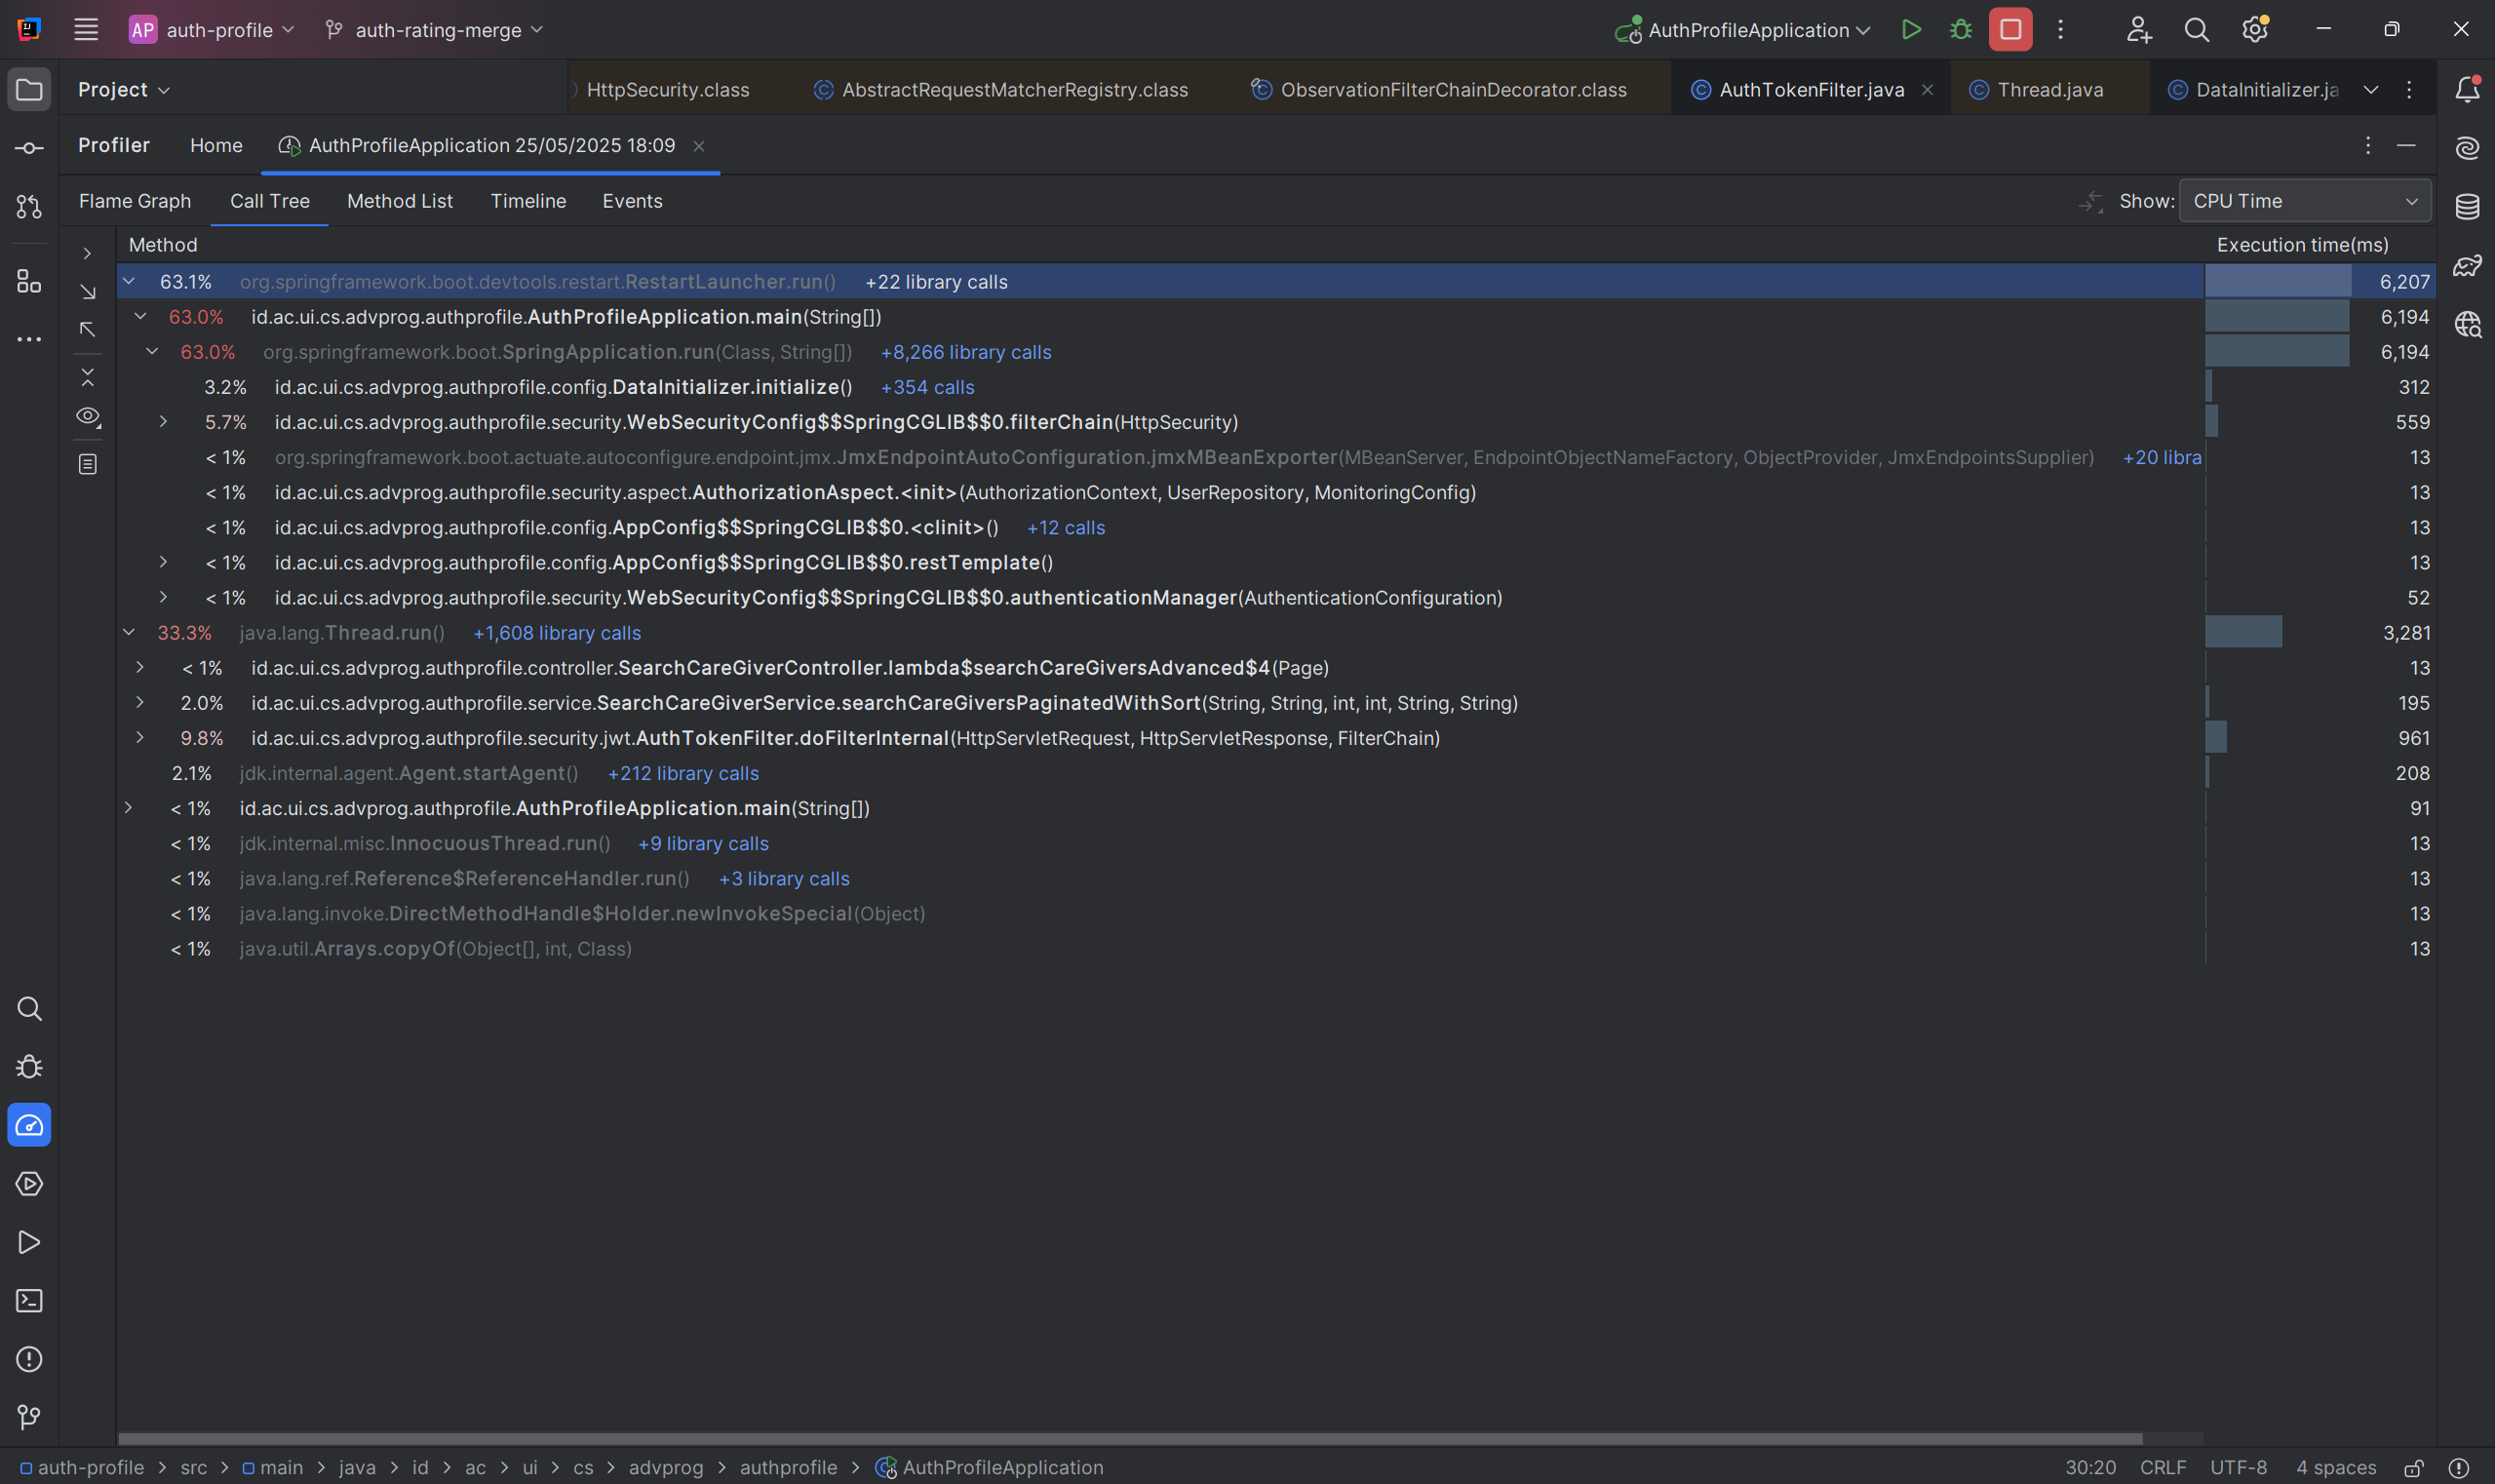 AP auth-profile auth-rating-merge AuthProfileApplication
Project HttpSecurity.class AbstractRequestMatcherRegistry.class ObservationFilterChainDecorator.class AuthTokenFilter.java Thread.java DataInitializer.ja
Profiler Home AuthProfileApplication 25/05/2025 18:09
Flame Graph Call Tree Method List Timeline Events Show: CPU Time
Method Execution time(ms)
63.1% org.springframework.boot.devtools.restart.RestartLauncher.run() +22 library calls 6,207
63.0% id.ac.ui.cs.advprog.authprofile.AuthProfileApplication.main(String[]) 6,194
63.0% org.springframework.boot.SpringApplication.run(Class, String[]) +8,266 library calls 6,194
3.2% id.ac.ui.cs.advprog.authprofile.config.DataInitializer.initialize() +354 calls 312
5.7% id.ac.ui.cs.advprog.authprofile.security.WebSecurityConfig$$SpringCGLIB$$0.filterChain(HttpSecurity) 559
< 1% org.springframework.boot.actuate.autoconfigure.endpoint.jmx.JmxEndpointAutoConfiguration.jmxMBeanExporter(MBeanServer, EndpointObjectNameFactory, ObjectProvider, JmxEndpointsSupplier) +20 libra 13
< 1% id.ac.ui.cs.advprog.authprofile.security.aspect.AuthorizationAspect.<init>(AuthorizationContext, UserRepository, MonitoringConfig) 13
< 1% id.ac.ui.cs.advprog.authprofile.config.AppConfig$$SpringCGLIB$$0.<clinit>() +12 calls 13
< 1% id.ac.ui.cs.advprog.authprofile.config.AppConfig$$SpringCGLIB$$0.restTemplate() 13
< 1% id.ac.ui.cs.advprog.authprofile.security.WebSecurityConfig$$SpringCGLIB$$0.authenticationManager(AuthenticationConfiguration) 52
33.3% java.lang.Thread.run() +1,608 library calls 3,281
< 1% id.ac.ui.cs.advprog.authprofile.controller.SearchCareGiverController.lambda$searchCareGiversAdvanced$4(Page) 13
2.0% id.ac.ui.cs.advprog.authprofile.service.SearchCareGiverService.searchCareGiversPaginatedWithSort(String, String, int, int, String, String) 195
9.8% id.ac.ui.cs.advprog.authprofile.security.jwt.AuthTokenFilter.doFilterInternal(HttpServletRequest, HttpServletResponse, FilterChain) 961
2.1% jdk.internal.agent.Agent.startAgent() +212 library calls 208
< 1% id.ac.ui.cs.advprog.authprofile.AuthProfileApplication.main(String[]) 91
< 1% jdk.internal.misc.InnocuousThread.run() +9 library calls 13
< 1% java.lang.ref.Reference$ReferenceHandler.run() +3 library calls 13
< 1% java.lang.invoke.DirectMethodHandle$Holder.newInvokeSpecial(Object) 13
< 1% java.util.Arrays.copyOf(Object[], int, Class) 13
auth-profile > src > main > java > id > ac > ui > cs > advprog > authprofile > AuthProfileApplication 30:20 CRLF UTF-8 4 spaces